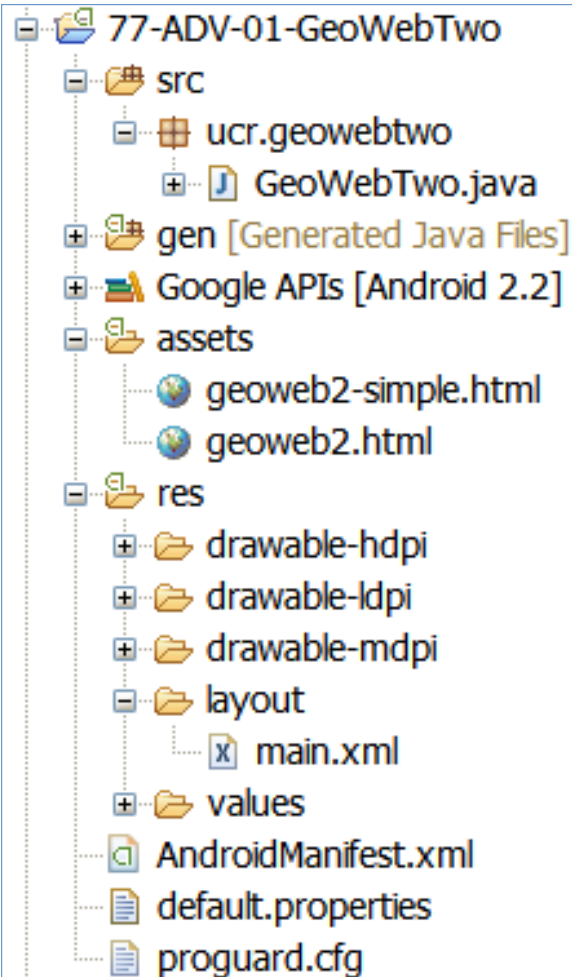 77-ADV-01-GeoWebTwo
src
ucr.geowebtwo
GeoWebTwo.java
gen [Generated Java Files]
Google APIs [Android 2.2]
assets
geoweb2-simple.html
geoweb2.html
res
drawable-hdpi
drawable-ldpi
drawable-mdpi
layout
main.xml
values
AndroidManifest.xml
default.properties
proguard.cfg